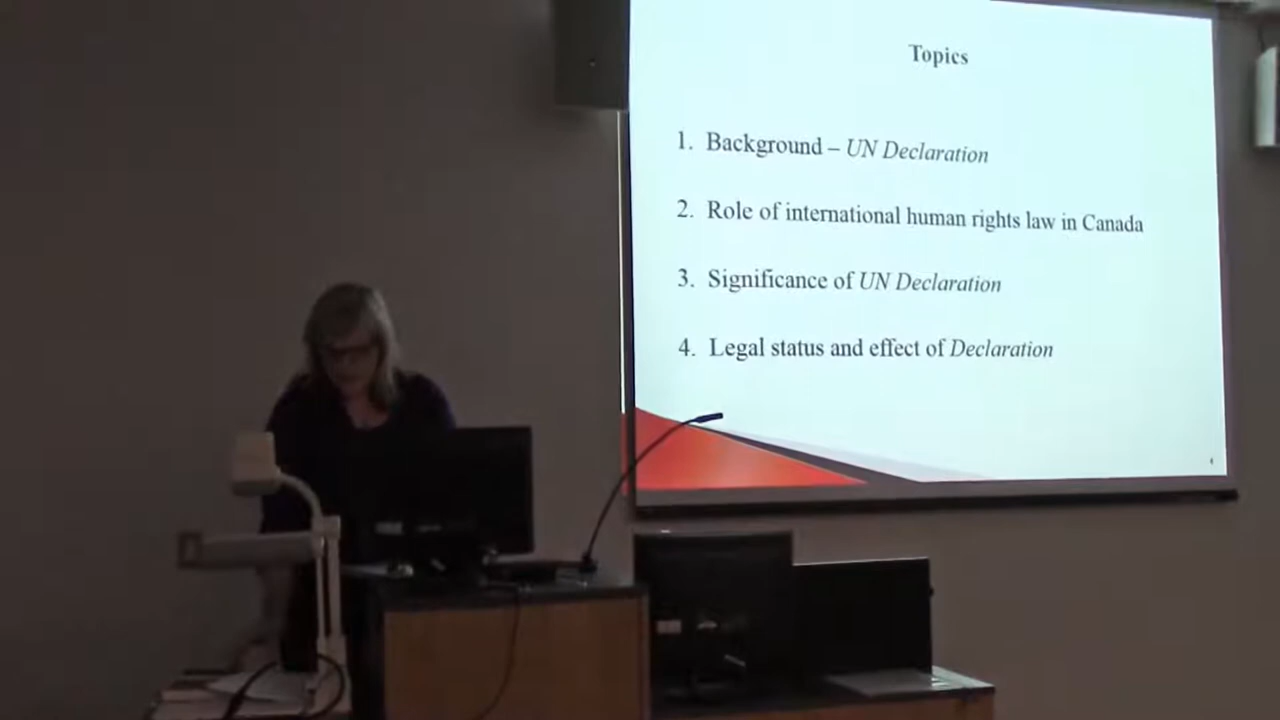 Topics
1. Background – UN Declaration
2. Role of international human rights law in Canada
3. Significance of UN Declaration
4. Legal status and effect of Declaration